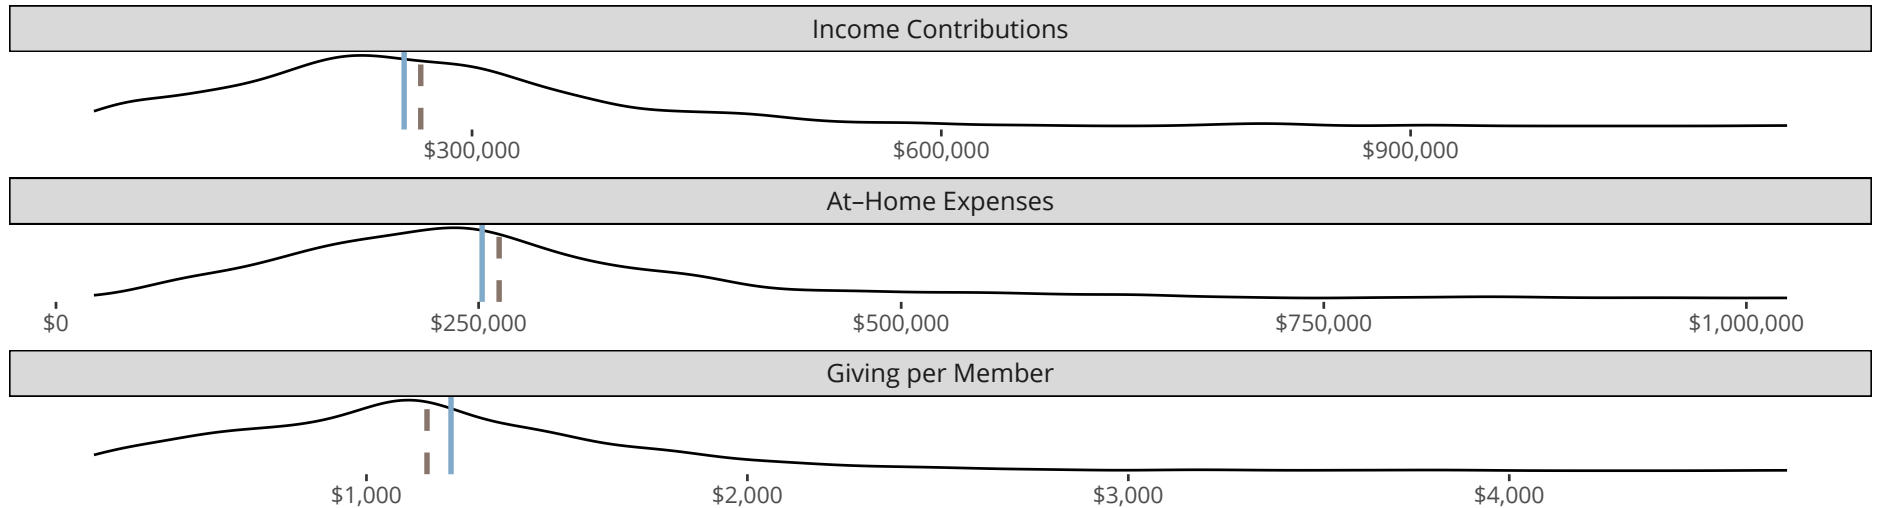 Income Contributions
$300,000 $600,000 $900,000
At–Home Expenses
$0 $250,000 $500,000 $750,000 $1,000,000
Giving per Member
$1,000 $2,000 $3,000 $4,000